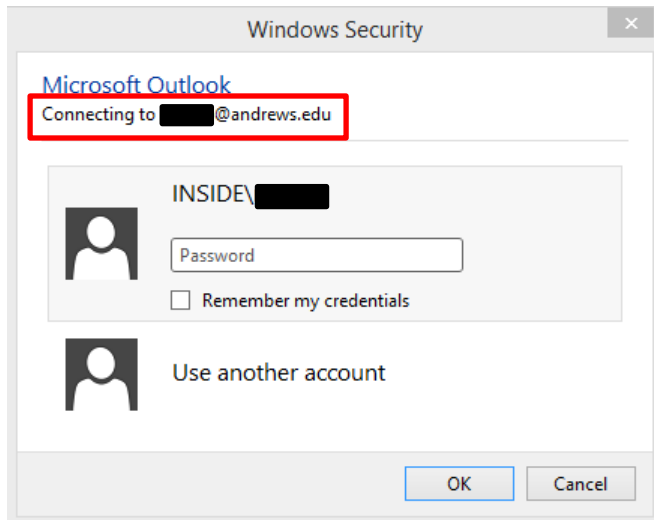 Windows Security
Microsoft Outlook
Connecting to @andrews.edu
INSIDE\
Password
Remember my credentials
Use another account
OK
Cancel